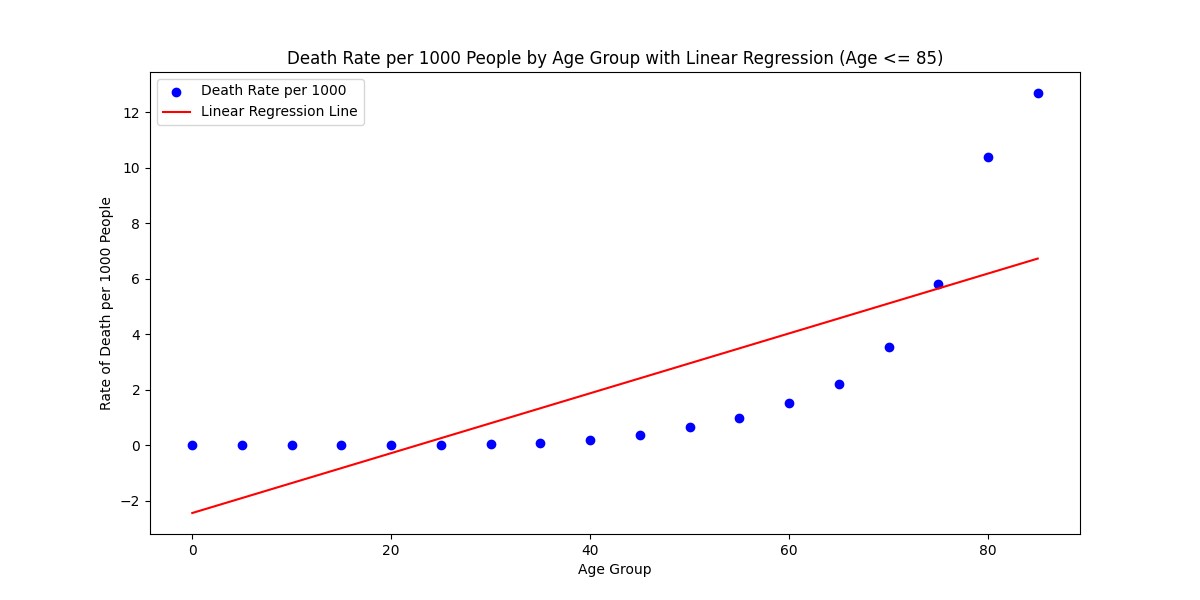 Death Rate per 1000 People by Age Group with Linear Regression (Age <= 85)
Death Rate per 1000
Linear Regression Line
Rate of Death per 1000 People
12
10
8
6
4
2
0
−2
0 20 40 60 80
Age Group